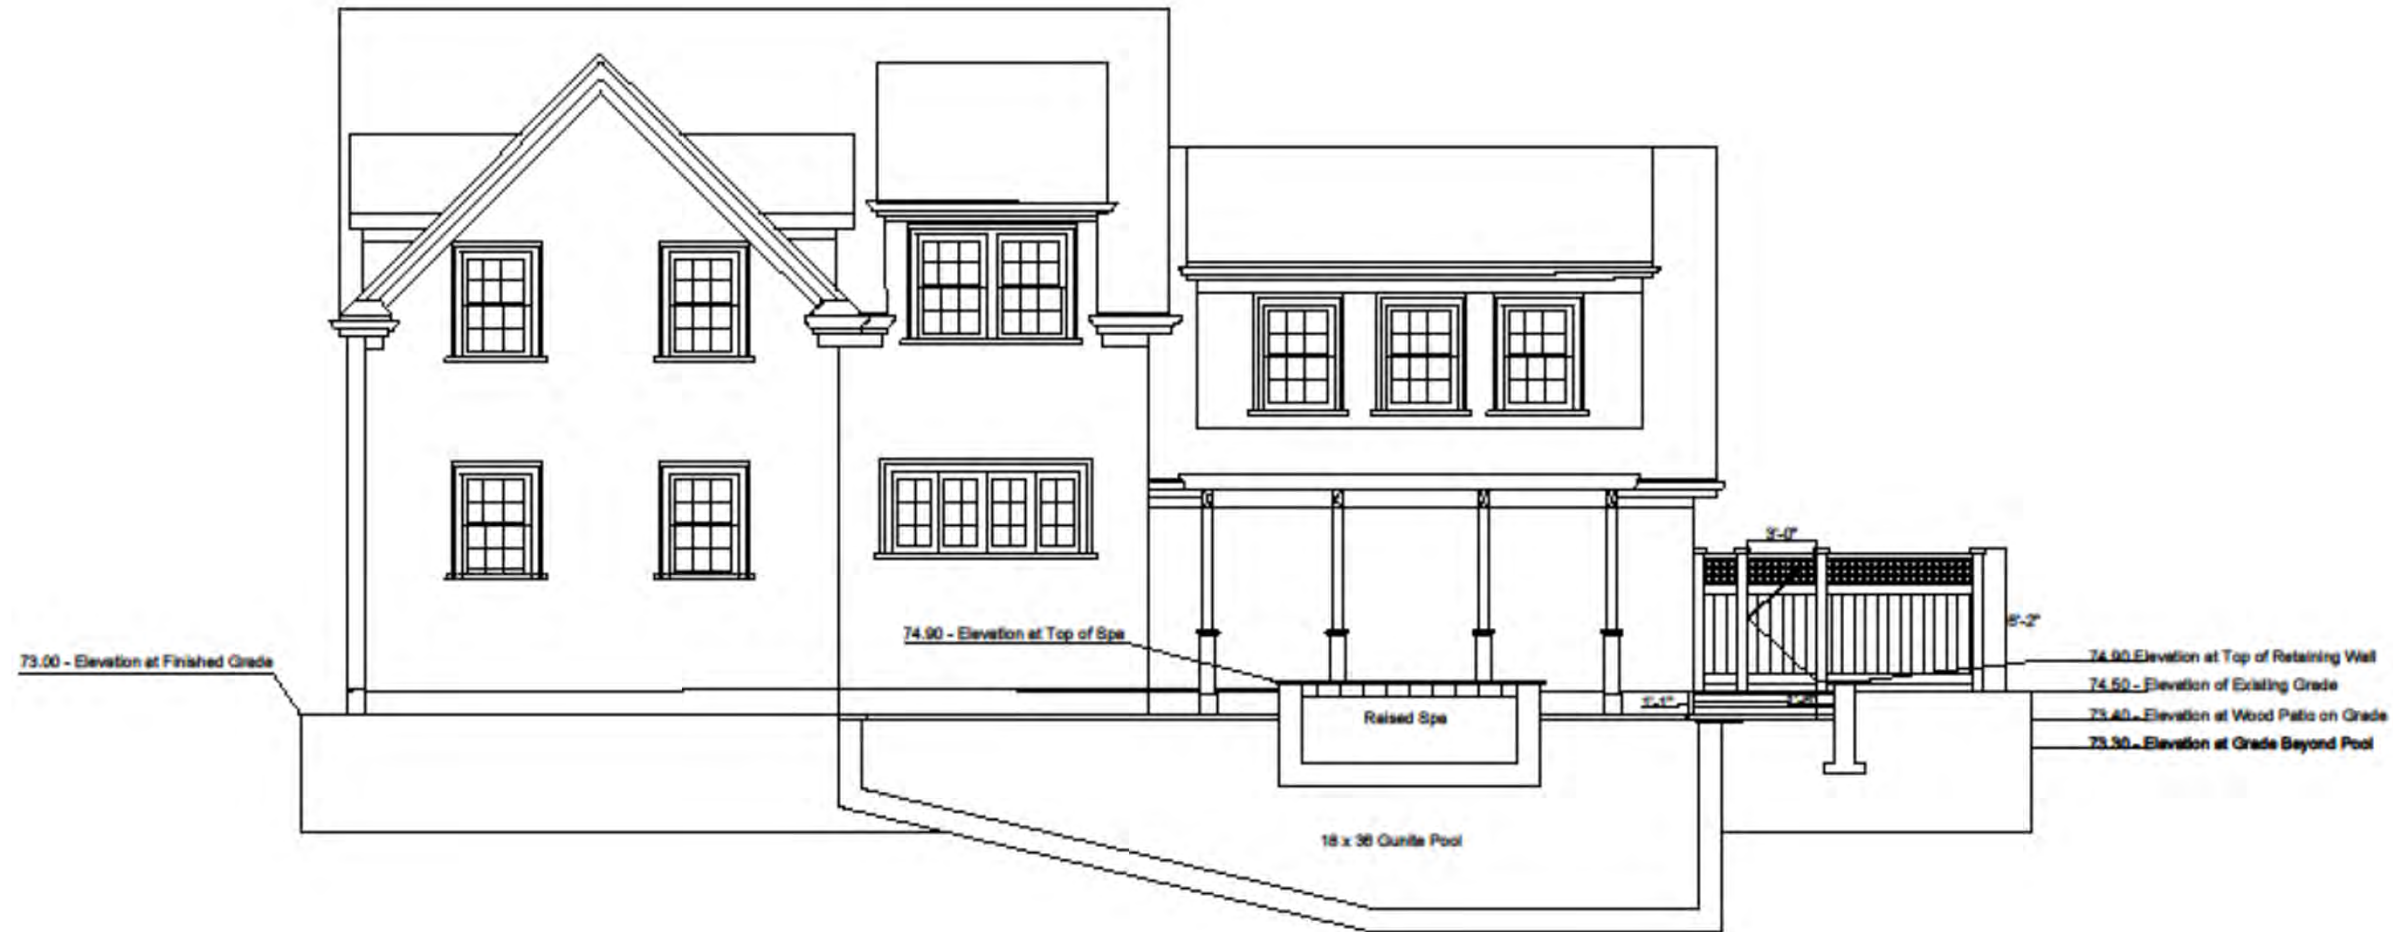 3'-0"
74.90 - Elevation at Top of Spa
6'-2"
73.00 - Elevation at Finished Grade
74.90 Elevation at Top of Retaining Wall
74.50 - Elevation of Existing Grade
1'-1"
Raised Spa
73.40 - Elevation at Wood Patio on Grade
73.30 - Elevation at Grade Beyond Pool
18 x 36 Gunite Pool